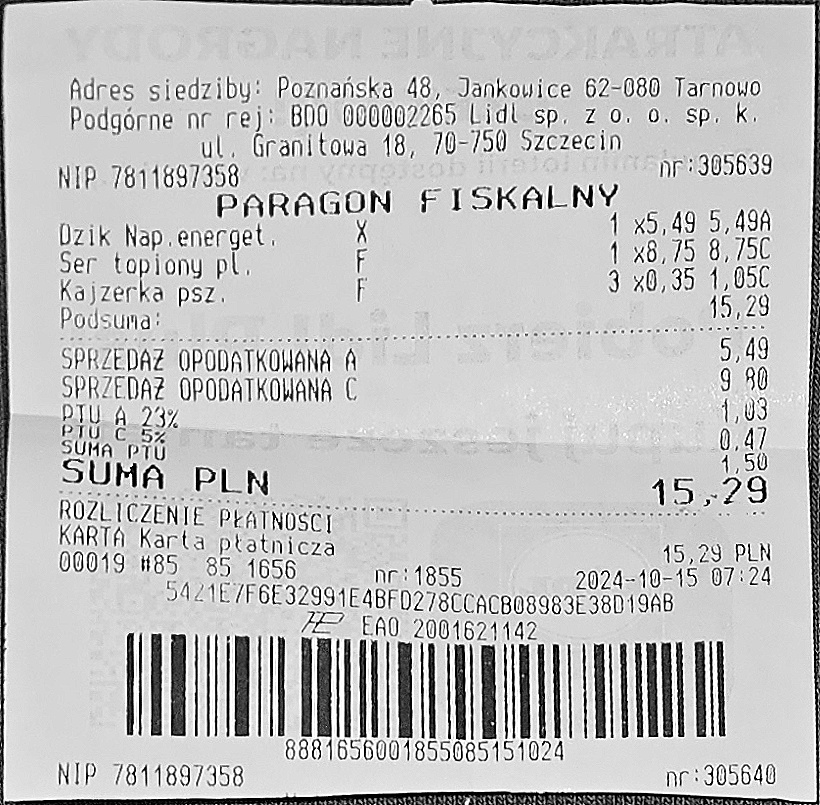 Adres siedziby: Poznańska 48, Jankowice 62-080 Tarnowo
Podgórne nr rej: BDO 000002265 Lidl sp. z o. o. sp. k.
ul. Granitowa 18, 70-750 Szczecin
NIP 7811897358 nr:305639
PARAGON FISKALNY
Dzik Nap.energet. X 1 x5,49 5,49A
Ser topiony pl. F 1 x8,75 8,75C
Kajzerka psz. F 3 x0,35 1,05C
Podsuma: 15,29
SPRZEDAŻ OPODATKOWANA A 5,49
SPRZEDAŻ OPODATKOWANA C 9 80
PTU A 23% 1,03
PTU C 5% 0,47
SUMA PTU 1,50
SUMA PLN 15,29
ROZLICZENIE PŁATNOŚCI
KARTA Karta płatnicza 15,29 PLN
00019 #85 85 1656 nr:1855 2024-10-15 07:24
5421E7F6E32991E4BFD278CCACB08983E38D19AB
EAO 2001621142
8881656001855085151024
NIP 7811897358 nr:305640